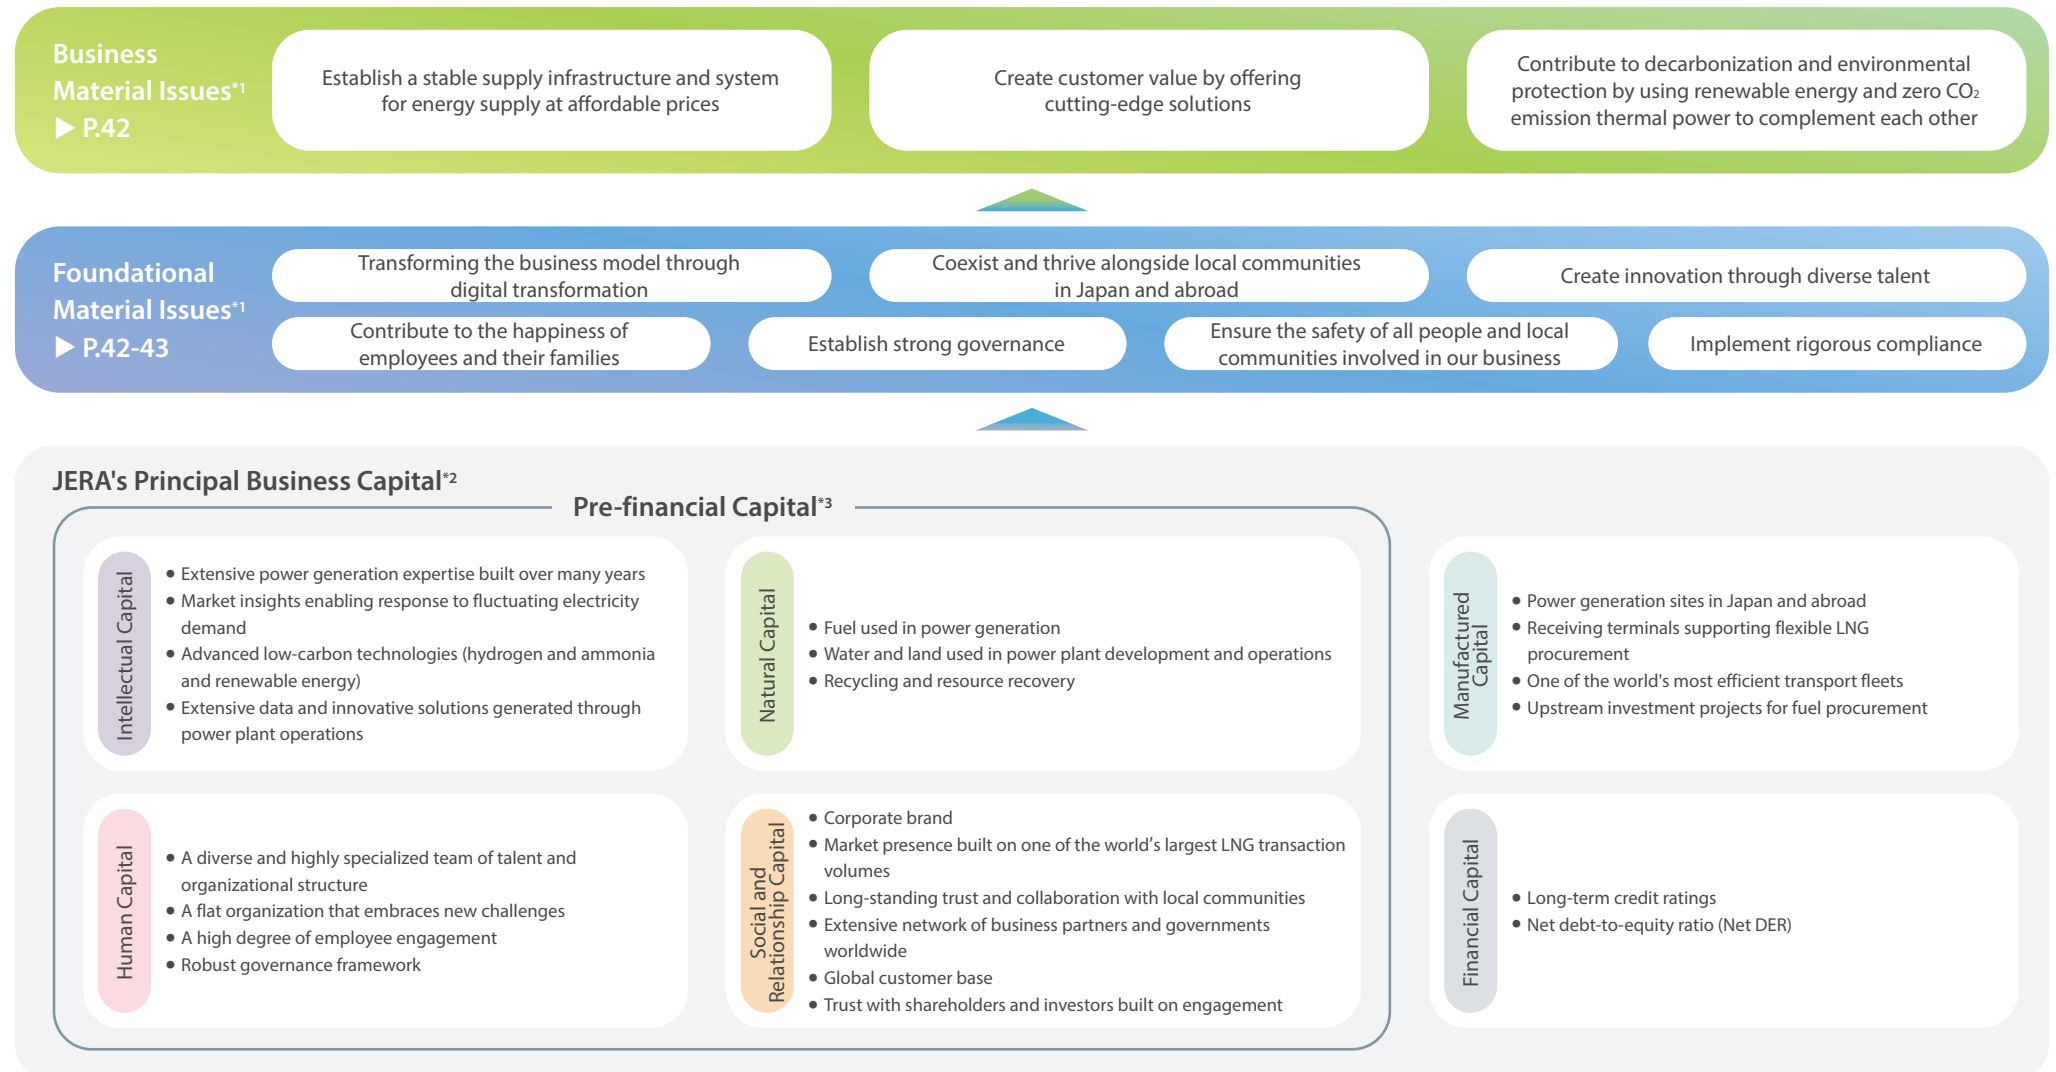 Business
Material Issues*1
▶ P.42
Establish a stable supply infrastructure and system
for energy supply at affordable prices
Create customer value by offering
cutting-edge solutions
Contribute to decarbonization and environmental
protection by using renewable energy and zero CO2
emission thermal power to complement each other
Foundational
Material Issues*1
▶ P.42-43
Transforming the business model through
digital transformation
Coexist and thrive alongside local communities
in Japan and abroad
Create innovation through diverse talent
Contribute to the happiness of
employees and their families
Establish strong governance
Ensure the safety of all people and local
communities involved in our business
Implement rigorous compliance
JERA's Principal Business Capital*2
Pre-financial Capital*3
Intellectual Capital
• Extensive power generation expertise built over many years
• Market insights enabling response to fluctuating electricity
demand
• Advanced low-carbon technologies (hydrogen and ammonia
and renewable energy)
• Extensive data and innovative solutions generated through
power plant operations
Natural Capital
• Fuel used in power generation
• Water and land used in power plant development and operations
• Recycling and resource recovery
Manufactured
Capital
• Power generation sites in Japan and abroad
• Receiving terminals supporting flexible LNG
procurement
• One of the world's most efficient transport fleets
• Upstream investment projects for fuel procurement
Human Capital
• A diverse and highly specialized team of talent and
organizational structure
• A flat organization that embraces new challenges
• A high degree of employee engagement
• Robust governance framework
Social and
Relationship Capital
• Corporate brand
• Market presence built on one of the world’s largest LNG transaction
volumes
• Long-standing trust and collaboration with local communities
• Extensive network of business partners and governments
worldwide
• Global customer base
• Trust with shareholders and investors built on engagement
Financial Capital
• Long-term credit ratings
• Net debt-to-equity ratio (Net DER)